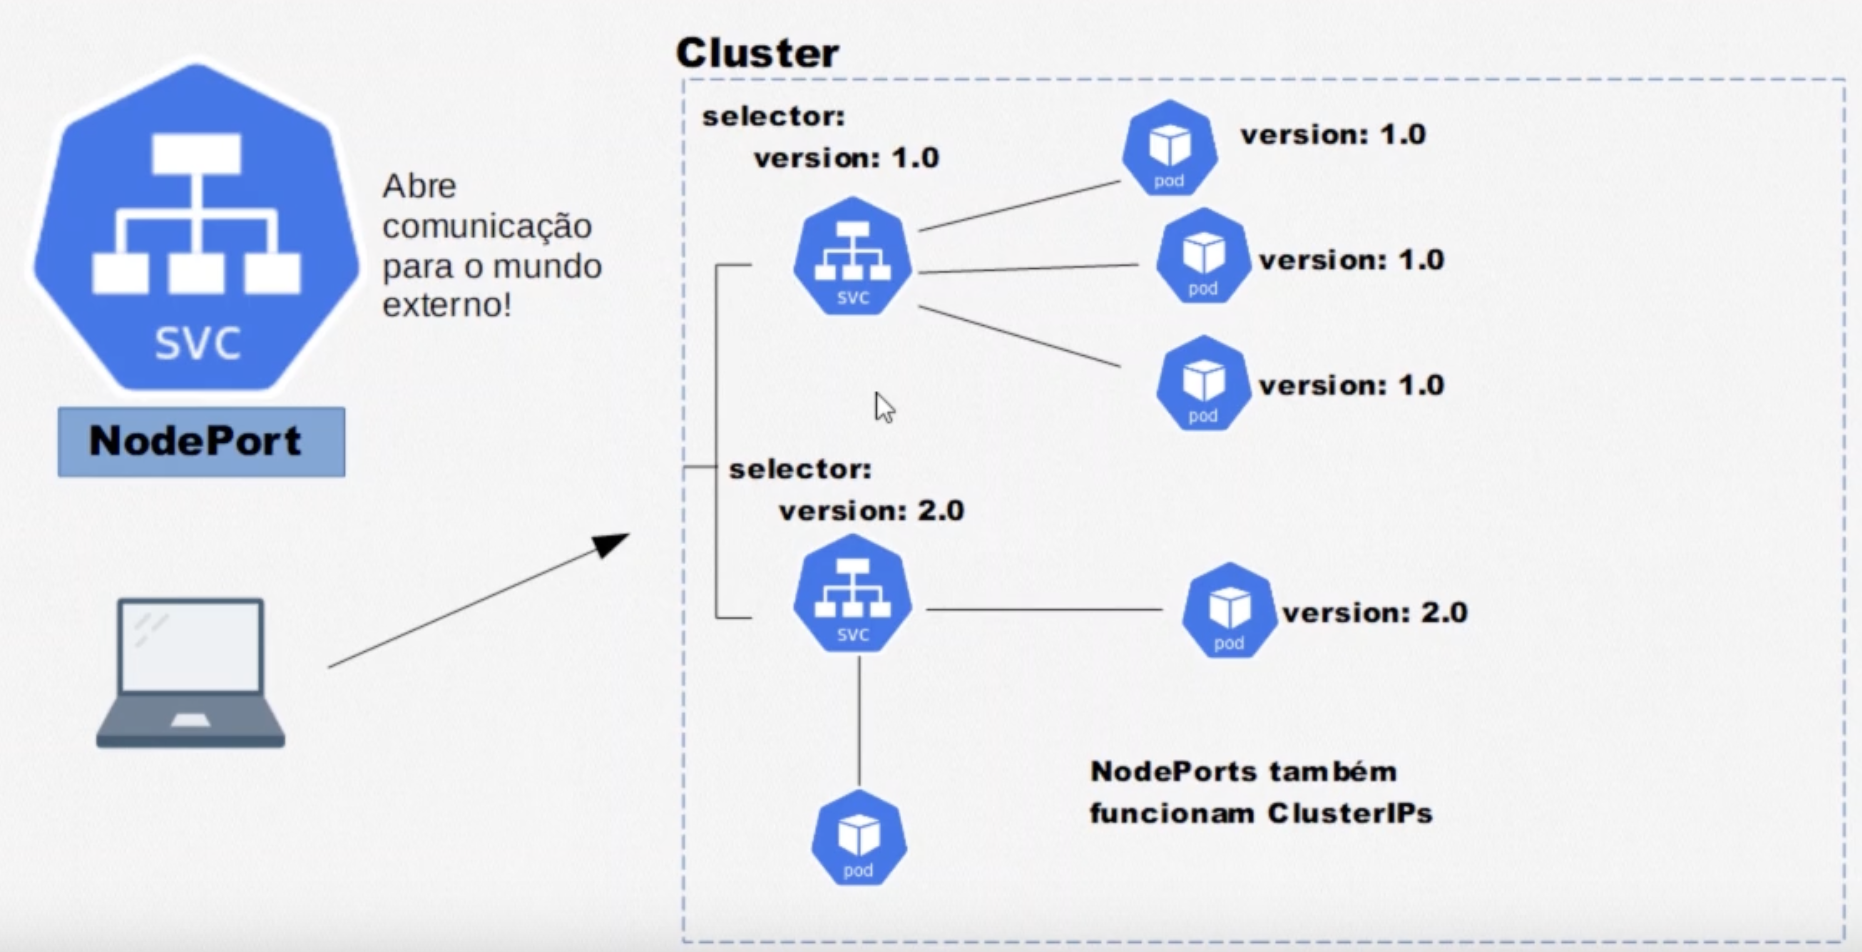 Cluster
selector:
version: 1.0
pod
version: 1.0
Abre
comunicação
para o mundo
externo!
svc
NodePort
svc
pod
version: 1.0
pod
version: 1.0
selector:
version: 2.0
svc
pod
version: 2.0
pod
NodePorts também
funcionam ClusterIPs